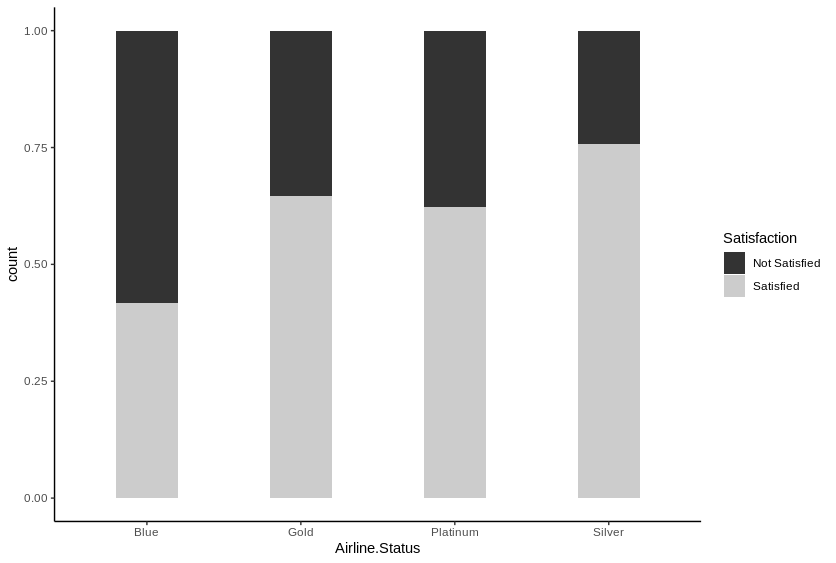 1.00
0.75
0.50
0.25
0.00
count
Blue
Gold
Platinum
Silver
Airline.Status
Satisfaction
Not Satisfied
Satisfied